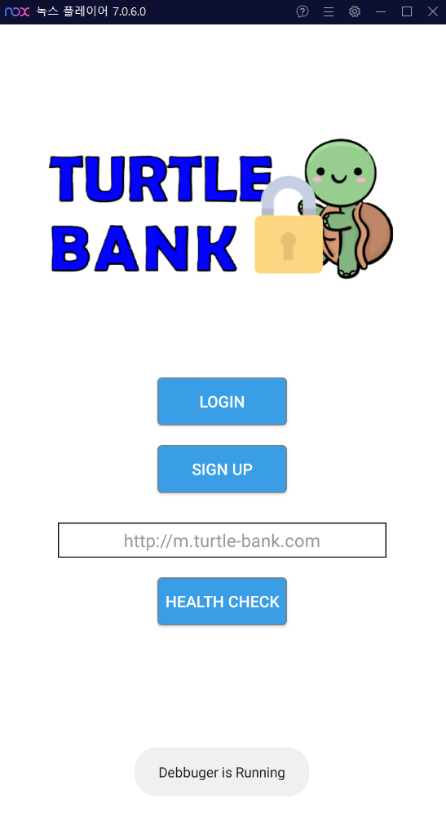 nox 녹스 플레이어 7.0.6.0
TURTLE
BANK
LOGIN
SIGN UP
http://m.turtle-bank.com
HEALTH CHECK
Debbuger is Running